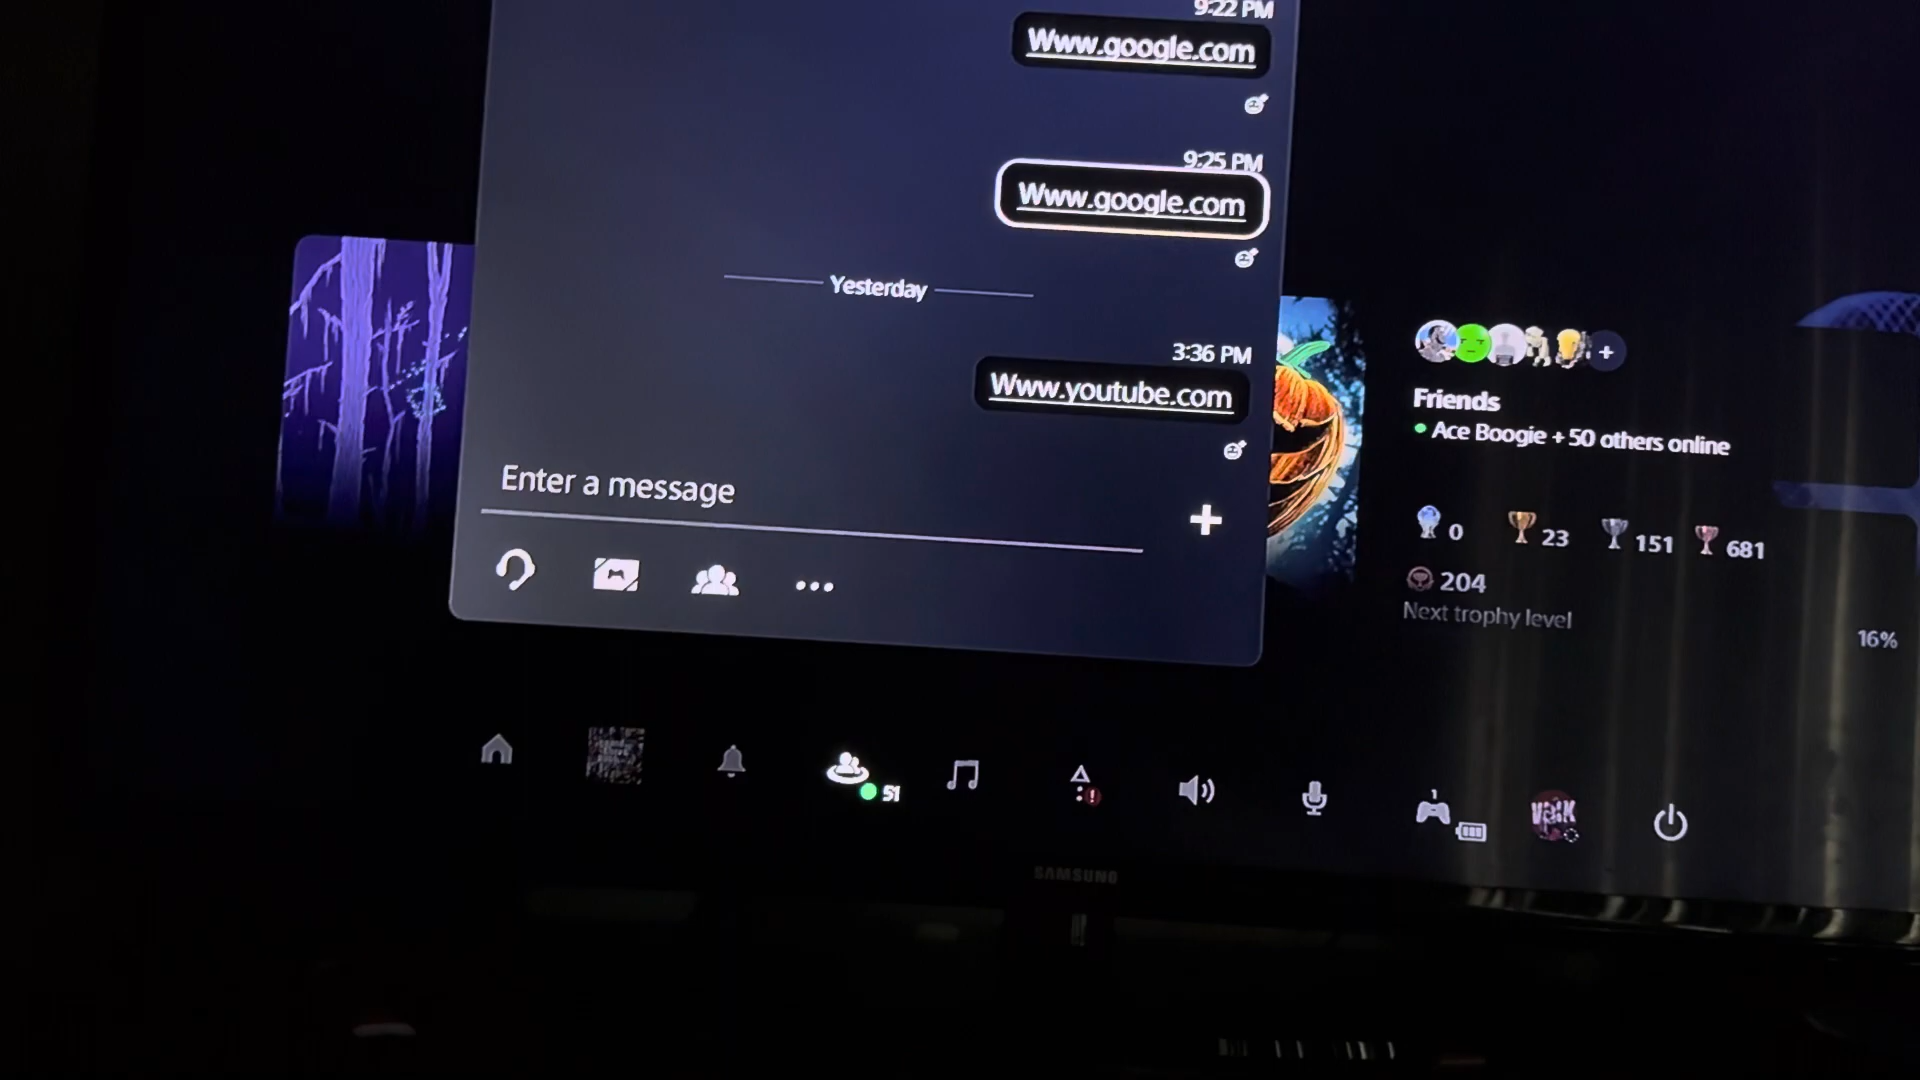 9:22 PM
Www.google.com
9:25 PM
Www.google.com
Yesterday
3:36 PM
Www.youtube.com
Enter a message
Friends
Ace Boogie + 50 others online
0 23 151 681
204
Next trophy level
16%
51
1
SAMSUNG